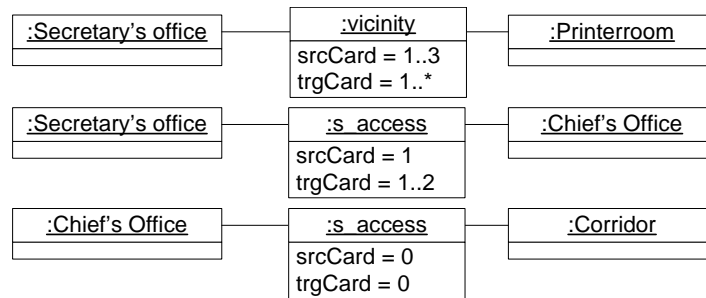 :Secretary's office
:vicinity
:Printerroom
srcCard = 1..3
trgCard = 1..*
:Secretary's office
:s_access
:Chief's Office
srcCard = 1
trgCard = 1..2
:Chief's Office
:s_access
:Corridor
srcCard = 0
trgCard = 0